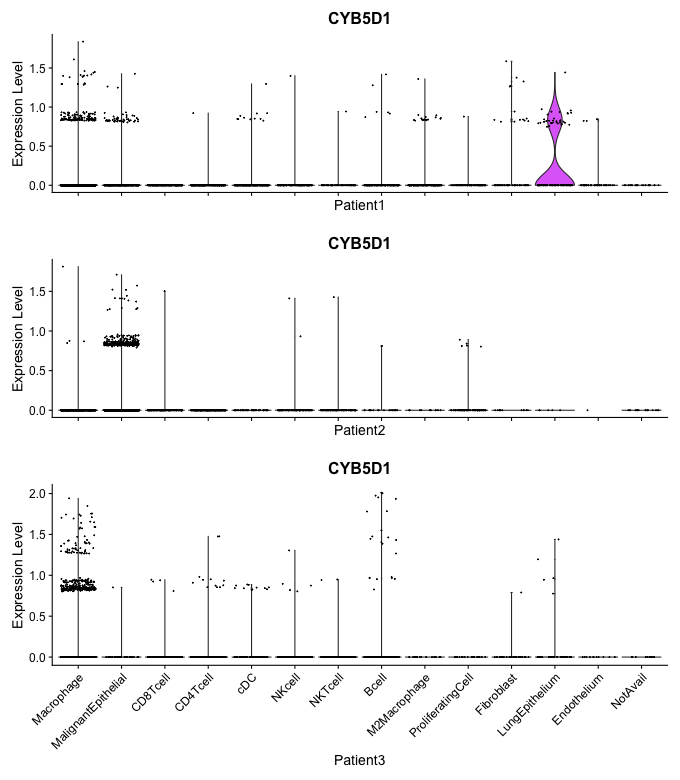 CYB5D1
Expression Level
1.5
1.0
0.5
0.0
Patient1
CYB5D1
Expression Level
1.5
1.0
0.5
0.0
Patient2
CYB5D1
Expression Level
2.0
1.5
1.0
0.5
0.0
Macrophage
MalignantEpithelial
CD8Tcell
CD4Tcell
cDC
NKcell
NKTcell
Bcell
M2Macrophage
ProliferatingCell
Fibroblast
LungEpithelium
Endothelium
NotAvail
Patient3